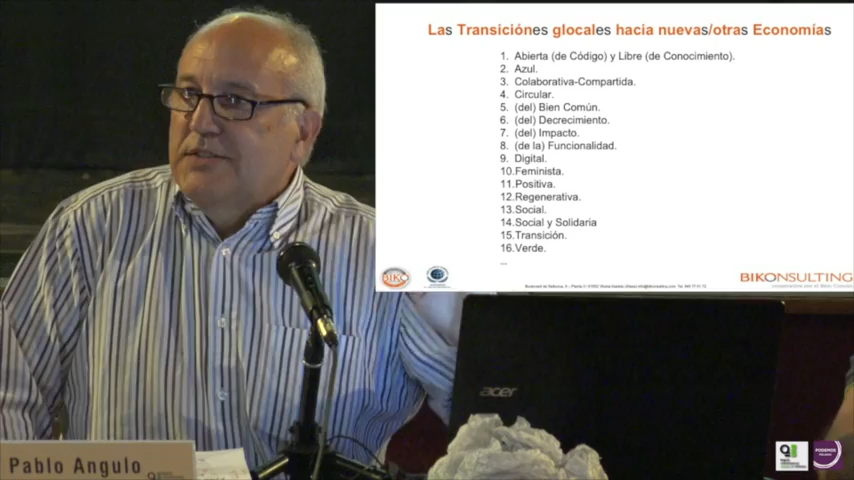 Las Transiciónes glocales hacia nuevas/otras Economías
1. Abierta (de Código) y Libre (de Conocimiento).
2. Azul.
3. Colaborativa-Compartida.
4. Circular.
5. (del) Bien Común.
6. (del) Decrecimiento.
7. (del) Impacto.
8. (de la) Funcionalidad.
9. Digital.
10.Feminista.
11.Positiva.
12.Regenerativa.
13.Social.
14.Social y Solidaria
15.Transición.
16.Verde.
...
BIKO
BIKONSULTING
acer
Pablo Angulo
PODEMOS